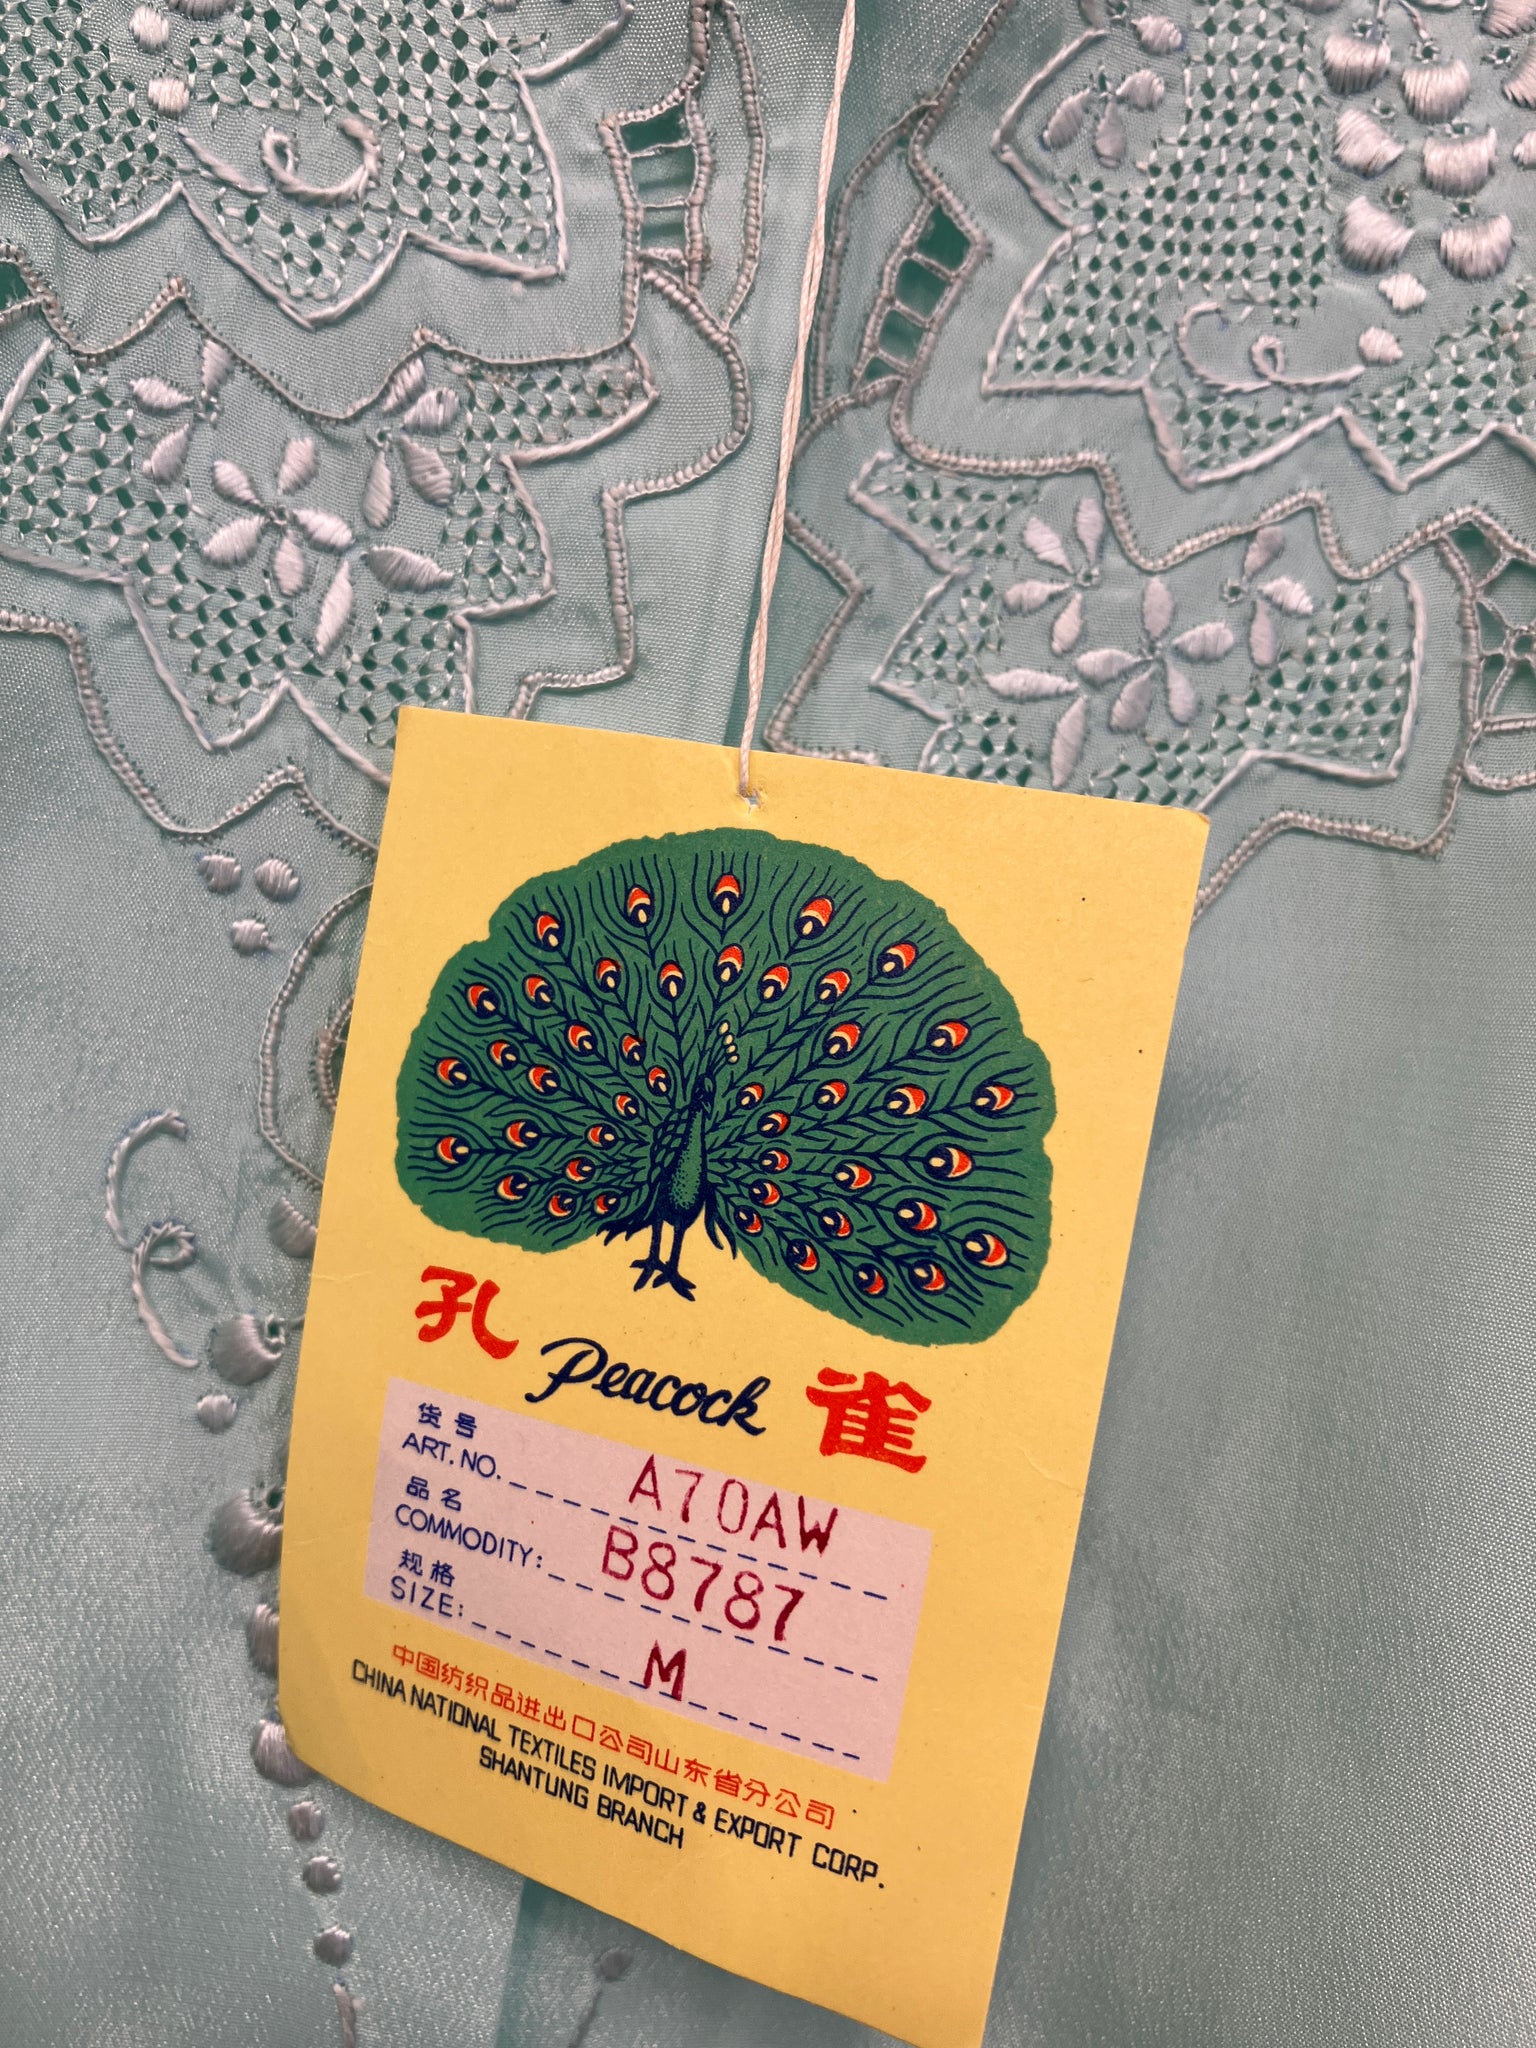 孔 Peacock 雀
货号
ART. NO. A70AW
品名
COMMODITY: B8787
规格
SIZE: M
中国纺织品进出口公司山东省分公司
CHINA NATIONAL TEXTILES IMPORT & EXPORT CORP.
SHANTUNG BRANCH